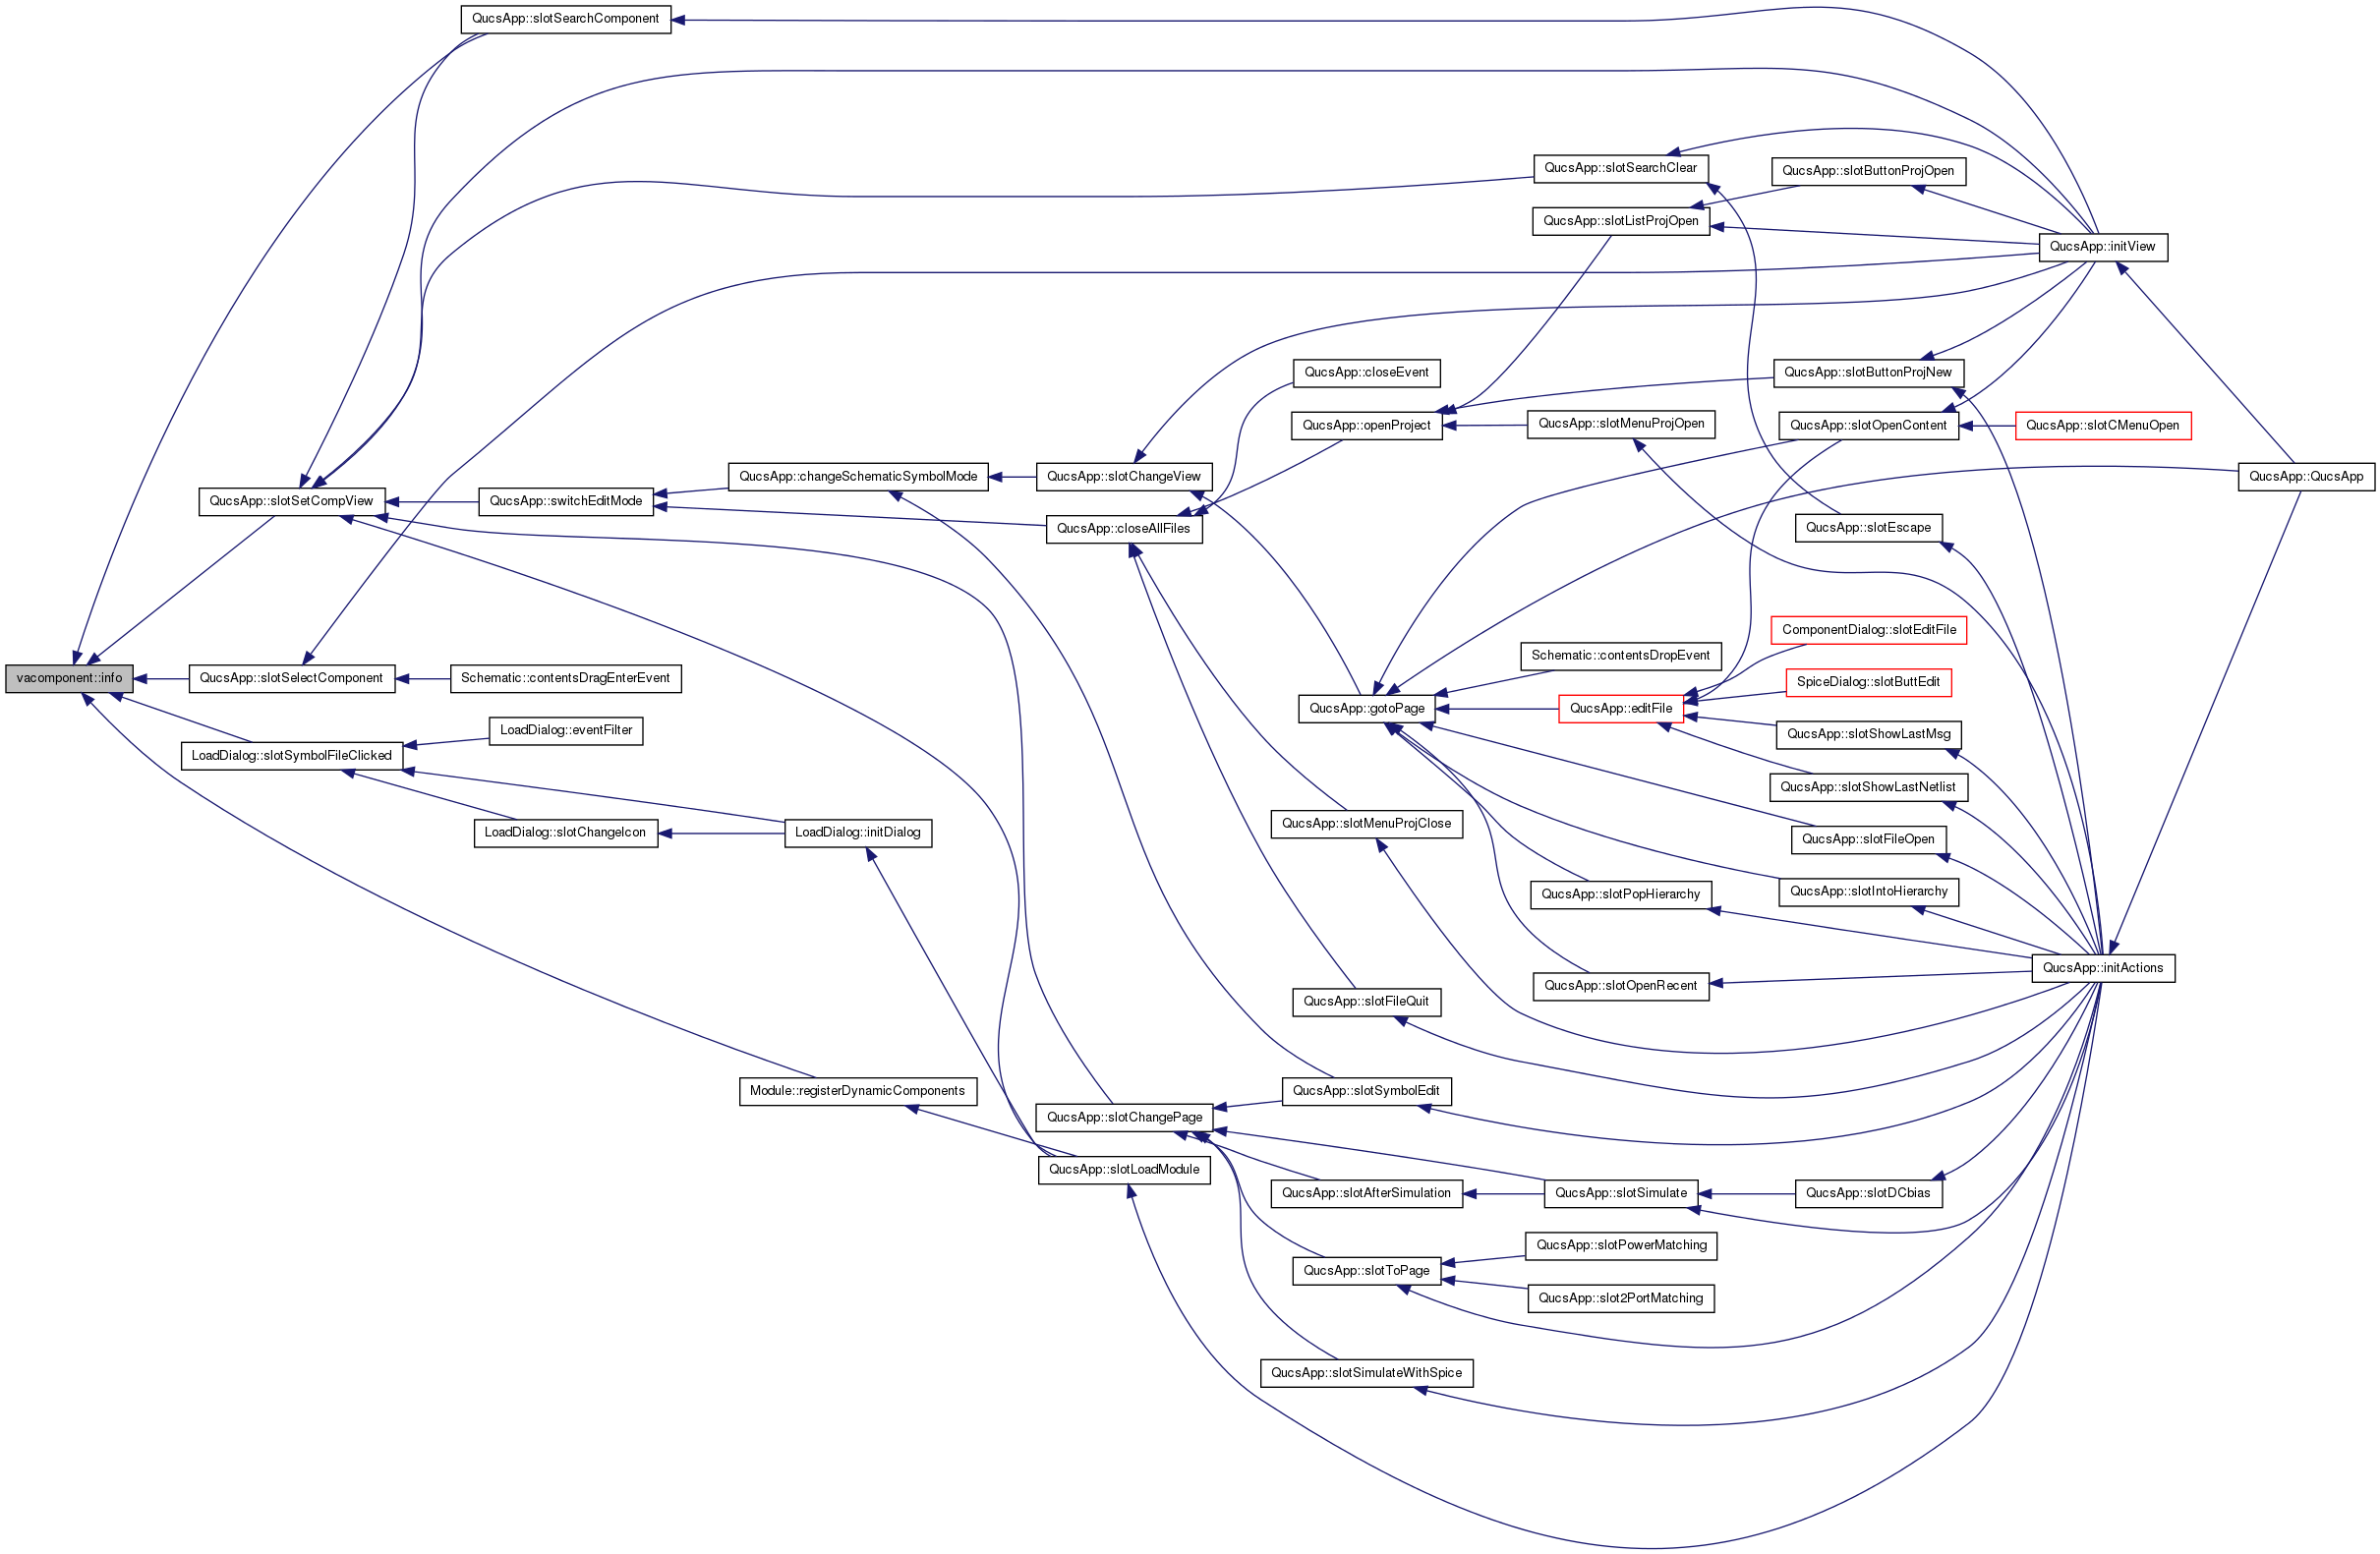 QucsApp::slotSearchComponent
QucsApp::slotSearchClear
QucsApp::slotButtonProjOpen
QucsApp::slotListProjOpen
QucsApp::initView
QucsApp::closeEvent
QucsApp::slotButtonProjNew
QucsApp::openProject
QucsApp::slotMenuProjOpen
QucsApp::slotOpenContent
QucsApp::slotCMenuOpen
QucsApp::changeSchematicSymbolMode
QucsApp::slotChangeView
QucsApp::QucsApp
QucsApp::slotSetCompView
QucsApp::switchEditMode
QucsApp::closeAllFiles
QucsApp::slotEscape
ComponentDialog::slotEditFile
Schematic::contentsDropEvent
vacomponent::info
QucsApp::slotSelectComponent
Schematic::contentsDragEnterEvent
SpiceDialog::slotButtEdit
QucsApp::gotoPage
QucsApp::editFile
LoadDialog::eventFilter
QucsApp::slotShowLastMsg
LoadDialog::slotSymbolFileClicked
QucsApp::slotShowLastNetlist
QucsApp::slotMenuProjClose
LoadDialog::slotChangeIcon
LoadDialog::initDialog
QucsApp::slotFileOpen
QucsApp::slotPopHierarchy
QucsApp::slotIntoHierarchy
QucsApp::initActions
QucsApp::slotOpenRecent
QucsApp::slotFileQuit
Module::registerDynamicComponents
QucsApp::slotSymbolEdit
QucsApp::slotChangePage
QucsApp::slotLoadModule
QucsApp::slotAfterSimulation
QucsApp::slotSimulate
QucsApp::slotDCbias
QucsApp::slotPowerMatching
QucsApp::slotToPage
QucsApp::slot2PortMatching
QucsApp::slotSimulateWithSpice